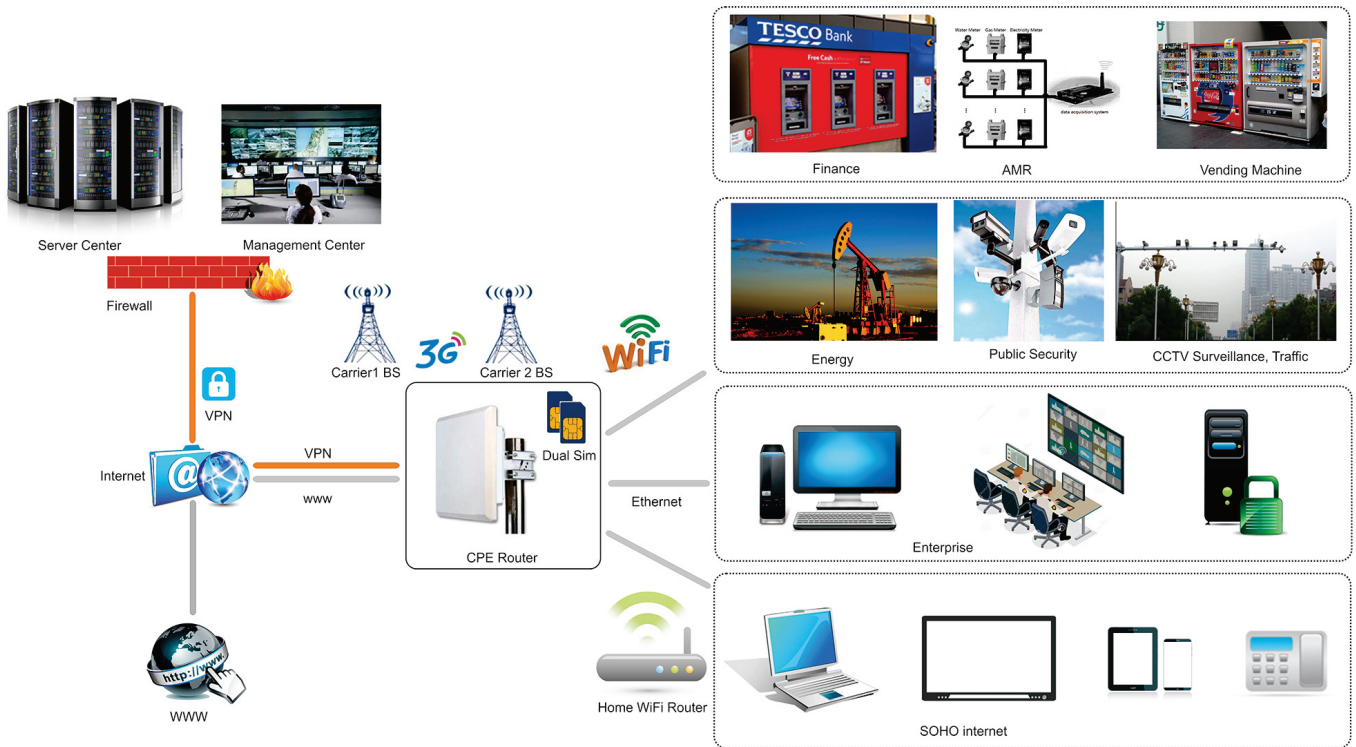 TESCO Bank
Free Cash
Water Meter
Gas Meter
Electricity Meter
data acquisition system
Finance
AMR
Vending Machine
Server Center
Management Center
Firewall
Carrier1 BS
3G
Carrier 2 BS
WiFi
Energy
Public Security
CCTV Surveillance, Traffic
VPN
Dual Sim
Internet
@
VPN
www
CPE Router
Ethernet
Enterprise
http://www.
WWW
Home WiFi Router
SOHO internet